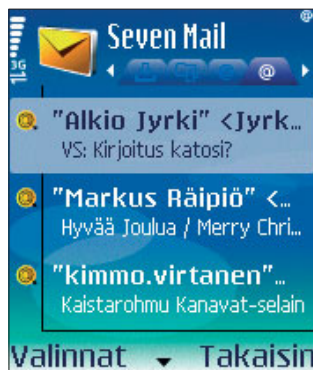 3G
Seven Mail
@
"Alkio Jyrki" <Jyrk...
VS: Kirjoitus katosi?
"Markus Räipiö" <...
Hyvää Joulua / Merry Chri...
"kimmo.virtanen"...
Kaistarohmu Kanavat-selain
Valinnat Takaisin